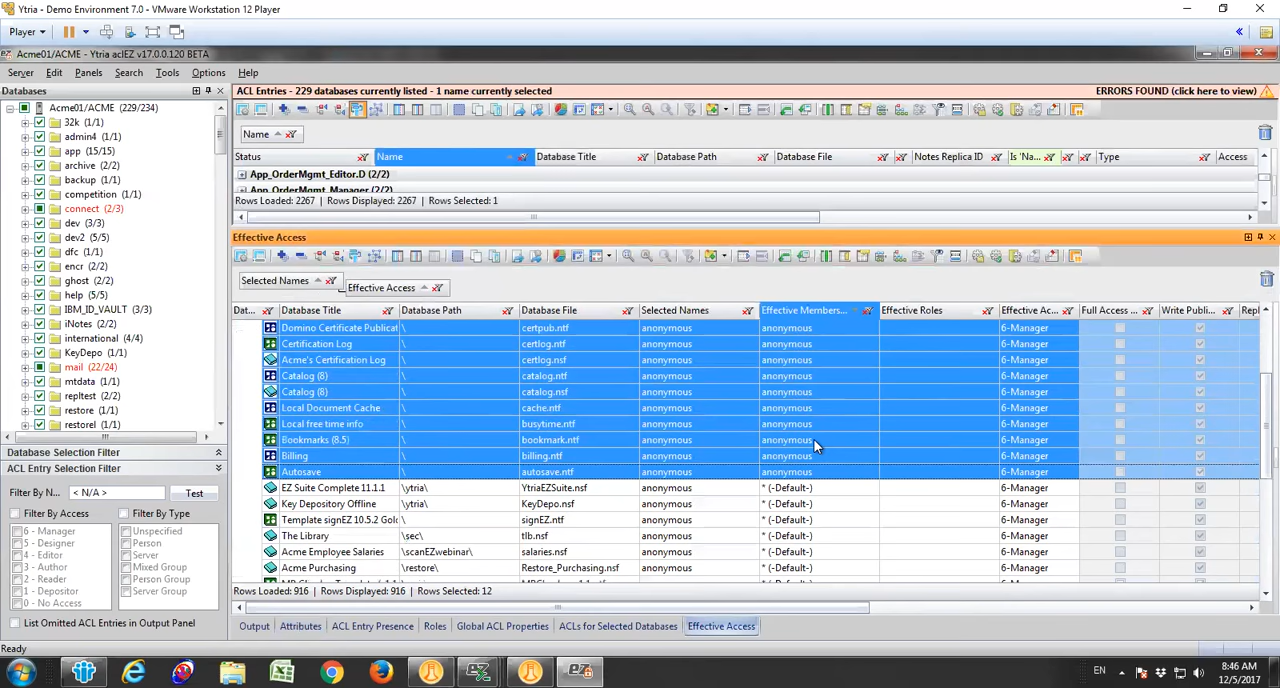 Ytria - Demo Environment 7.0 - VMware Workstation 12 Player
Player
Acme01/ACME - Ytria aclEZ v17.0.0.120 BETA
Server Edit Panels Search Tools Options Help
Databases
Acme01/ACME (229/234)
32k (1/1)
admin4 (1/1)
app (15/15)
archive (2/2)
backup (1/1)
competition (1/1)
connect (2/3)
dev (3/3)
dev2 (5/5)
dfc (1/1)
encr (2/2)
ghost (2/2)
help (5/5)
IBM_ID_VAULT (3/3)
iNotes (2/2)
international (4/4)
KeyDepo (1/1)
mail (22/24)
mtdata (1/1)
repltest (2/2)
restore (2/2)
restorel (2/2)
Database Selection Filter
ACL Entry Selection Filter
Filter By N... < N/A > Test
Filter By Access Filter By Type
6 - Manager
5 - Designer
4 - Editor
3 - Author
2 - Reader
1 - Depositor
0 - No Access
Unspecified
Person
Server
Mixed Group
Person Group
Server Group
List Omitted ACL Entries in Output Panel
Ready
ACL Entries - 229 databases currently listed - 1 name currently selected ERRORS FOUND (click here to view)
Name
Status Name Database Title Database Path Database File Notes Replica ID Is 'Na... Type Access
App_OrderMgmt_Editor.D (2/2)
App_OrderMgmt_Manager (2/2)
Rows Loaded: 2267 | Rows Displayed: 2267 | Rows Selected: 1
Effective Access
Selected Names Effective Access
Dat... Database Title Database Path Database File Selected Names Effective Members... Effective Roles Effective Ac... Full Access ... Write Publi... Repl
Domino Certificate Publicat \ certpub.ntf anonymous anonymous 6-Manager
Certification Log \ certlog.ntf anonymous anonymous 6-Manager
Acme's Certification Log \ certlog.nsf anonymous anonymous 6-Manager
Catalog (8) \ catalog.ntf anonymous anonymous 6-Manager
Catalog (8) \ catalog.nsf anonymous anonymous 6-Manager
Local Document Cache \ cache.ntf anonymous anonymous 6-Manager
Local free time info \ busytime.ntf anonymous anonymous 6-Manager
Bookmarks (8.5) \ bookmark.ntf anonymous anonymous 6-Manager
Billing \ billing.ntf anonymous anonymous 6-Manager
Autosave \ autosave.ntf anonymous anonymous 6-Manager
EZ Suite Complete 11.1.1 \ytria\ YtriaEZSuite.nsf anonymous * (-Default-) 6-Manager
Key Depository Offline \ytria\ KeyDepo.nsf anonymous * (-Default-) 6-Manager
Template signEZ 10.5.2 Gol \ signEZ.ntf anonymous * (-Default-) 6-Manager
The Library \sec\ tlb.nsf anonymous * (-Default-) 6-Manager
Acme Employee Salaries \scanEZwebinar\ salaries.nsf anonymous * (-Default-) 6-Manager
Acme Purchasing \restore\ Restore_Purchasing.nsf anonymous * (-Default-) 6-Manager
Rows Loaded: 916 | Rows Displayed: 916 | Rows Selected: 12
Output Attributes ACL Entry Presence Roles Global ACL Properties ACLs for Selected Databases Effective Access
EN 8:46 AM
12/5/2017